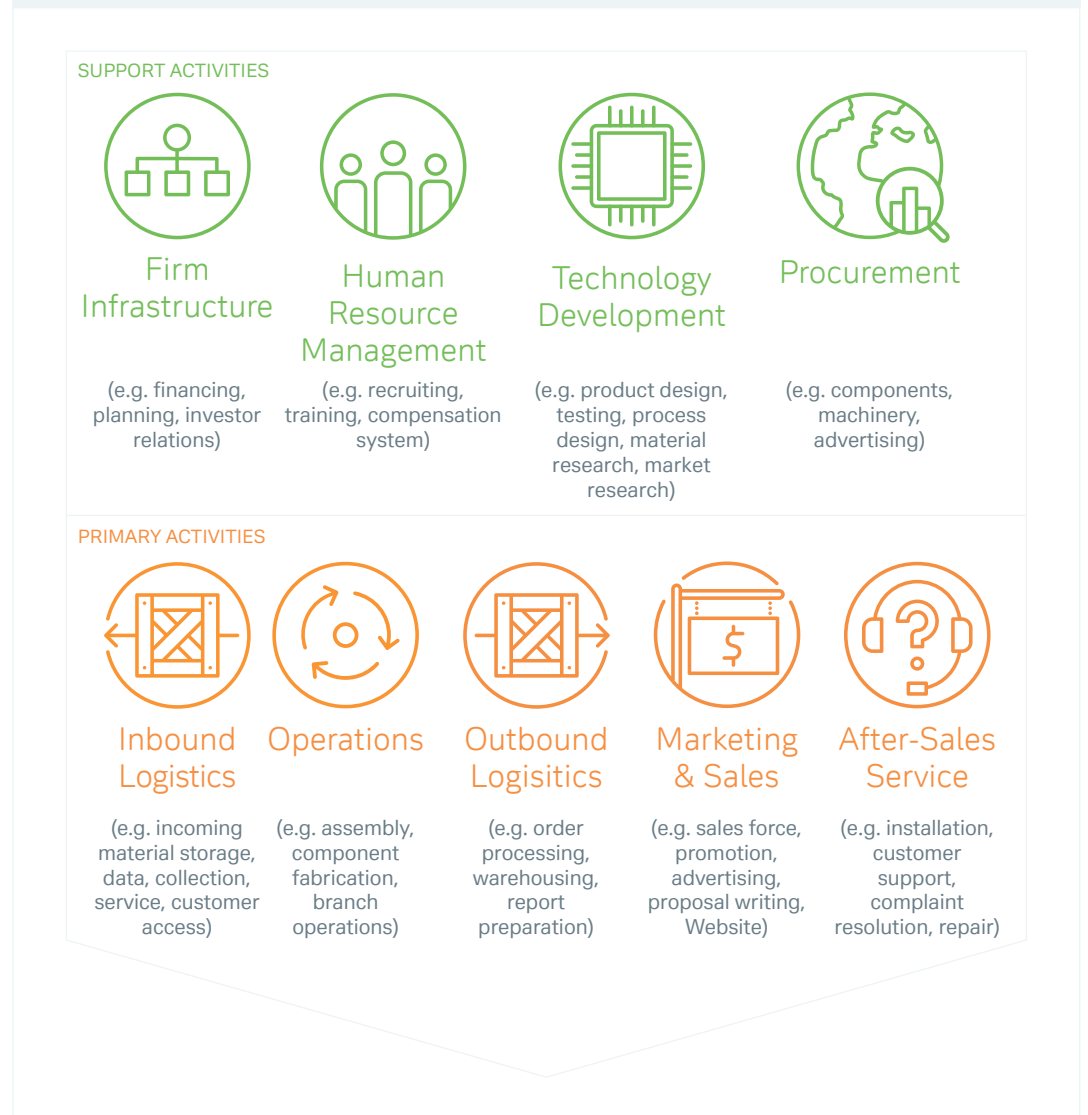 SUPPORT ACTIVITIES
Firm
Infrastructure
(e.g. financing,
planning, investor
relations)
Human
Resource
Management
(e.g. recruiting,
training, compensation
system)
Technology
Development
(e.g. product design,
testing, process
design, material
research, market
research)
Procurement
(e.g. components,
machinery,
advertising)
PRIMARY ACTIVITIES
Inbound
Logistics
(e.g. incoming
material storage,
data, collection,
service, customer
access)
Operations
(e.g. assembly,
component
fabrication,
branch
operations)
Outbound
Logisitics
(e.g. order
processing,
warehousing,
report
preparation)
$
Marketing
& Sales
(e.g. sales force,
promotion,
advertising,
proposal writing,
Website)
?
After-Sales
Service
(e.g. installation,
customer
support,
complaint
resolution, repair)